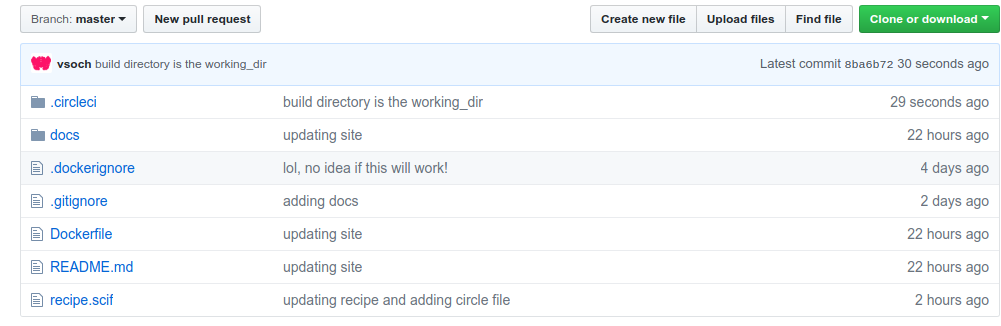 Branch: master New pull request Create new file Upload files Find file Clone or download
vsoch build directory is the working_dir Latest commit 8ba6b72 30 seconds ago
.circleci build directory is the working_dir 29 seconds ago
docs updating site 22 hours ago
.dockerignore lol, no idea if this will work! 4 days ago
.gitignore adding docs 2 days ago
Dockerfile updating site 22 hours ago
README.md updating site 22 hours ago
recipe.scif updating recipe and adding circle file 2 hours ago